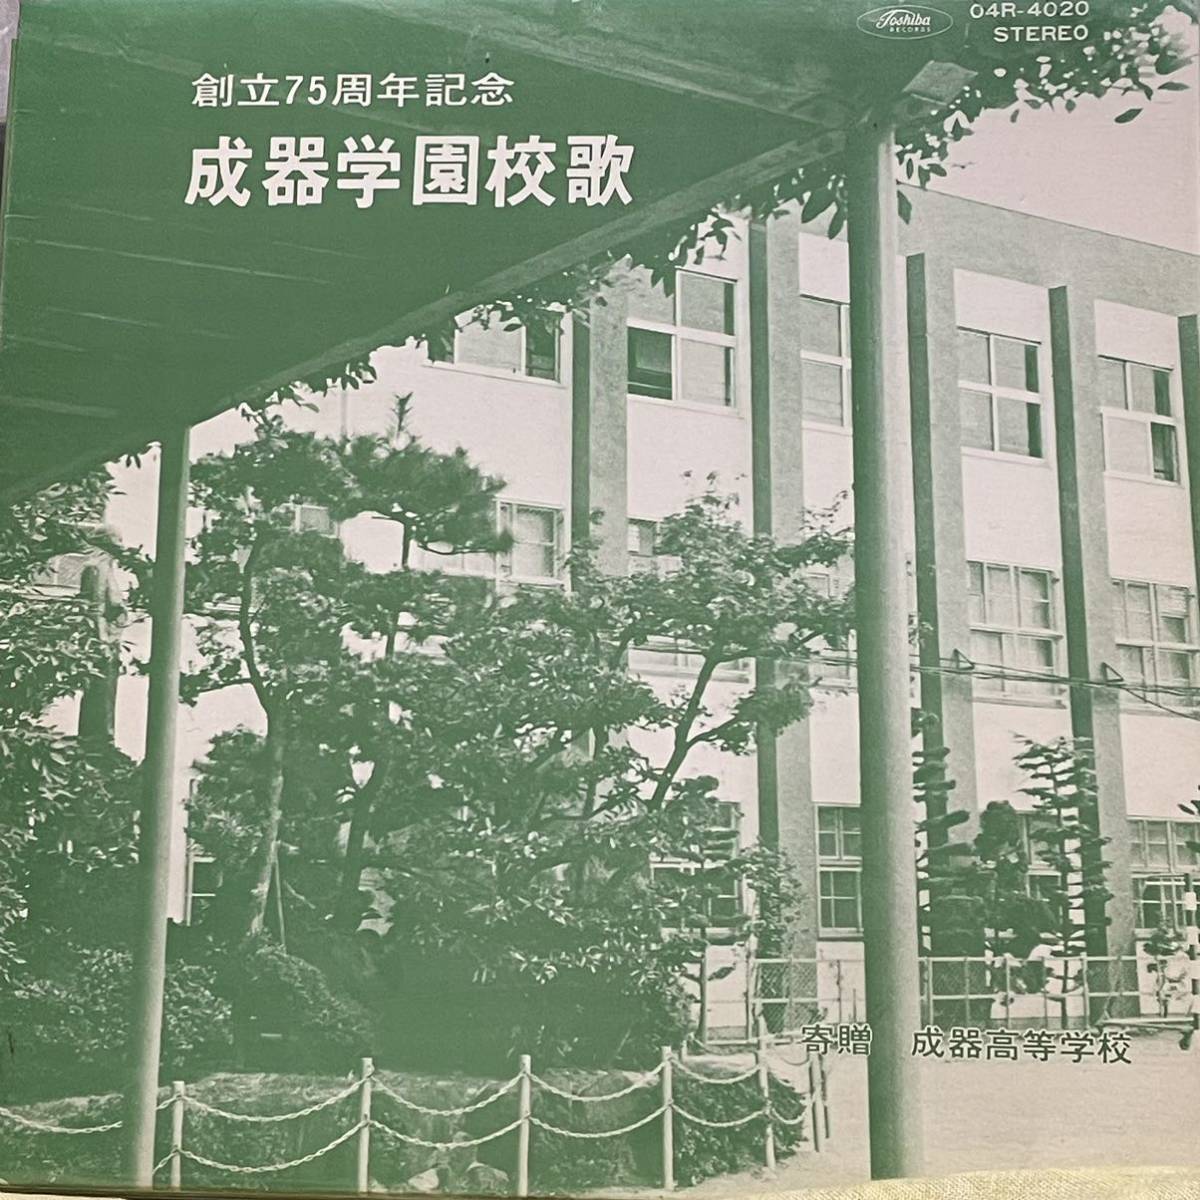 Toshiba
RECORDS
04R-4020
STEREO
創立75周年記念
成器学園校歌
寄贈 成器高等学校